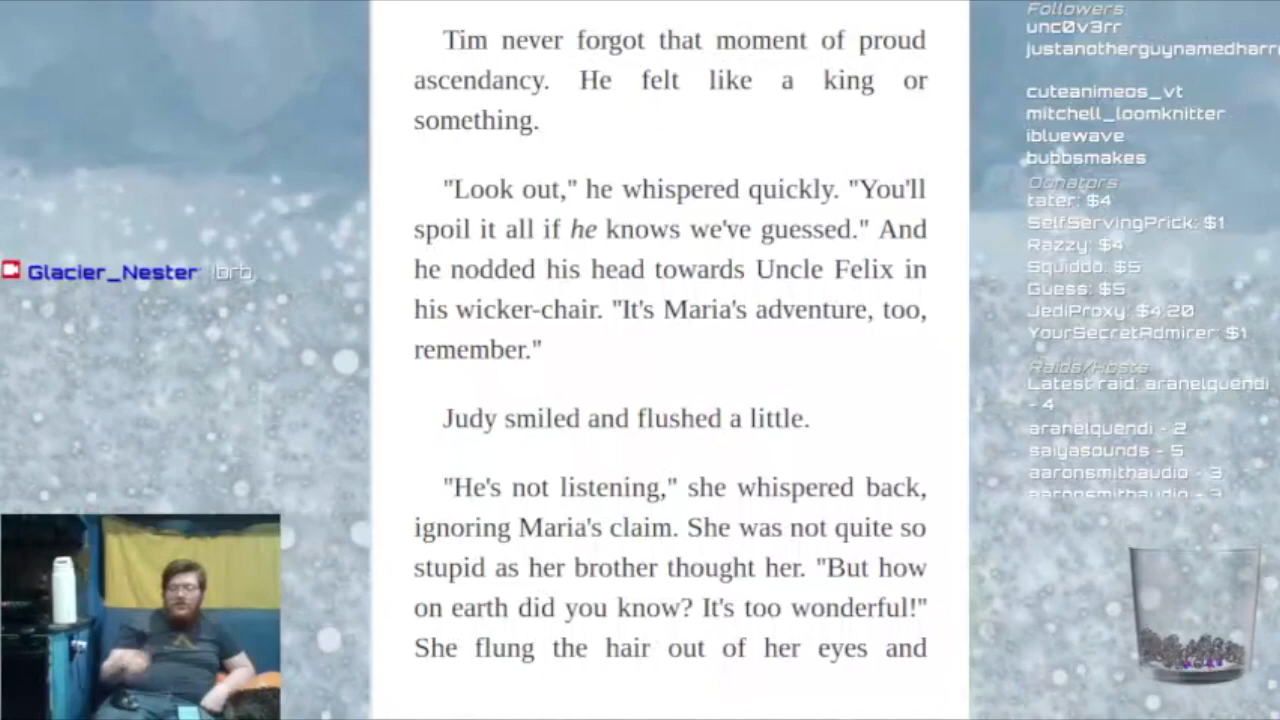 Tim never forgot that moment of proud
ascendancy. He felt like a king or
something.
"Look out," he whispered quickly. "You'll
spoil it all if he knows we've guessed." And
he nodded his head towards Uncle Felix in
his wicker-chair. "It's Maria's adventure, too,
remember."
Judy smiled and flushed a little.
"He's not listening," she whispered back,
ignoring Maria's claim. She was not quite so
stupid as her brother thought her. "But how
on earth did you know? It's too wonderful!"
She flung the hair out of her eyes and
Glacier_Nester: !brb
Followers
unc0v3rr
justanotherguynamedharr
cuteanimeos_vt
mitchell_loomknitter
ibluewave
bubbsmakes
Donators
tater: $4
SelfServingPrick: $1
Razzy: $4
Squiddo: $5
Guess: $5
JediProxy: $4.20
YourSecretAdmirer: $1
Raids/Hosts
Latest raid: aranelquendi
- 4
aranelquendi - 2
saiyasounds - 5
aaronsmithaudio - 3
aaronsmithaudio - 3